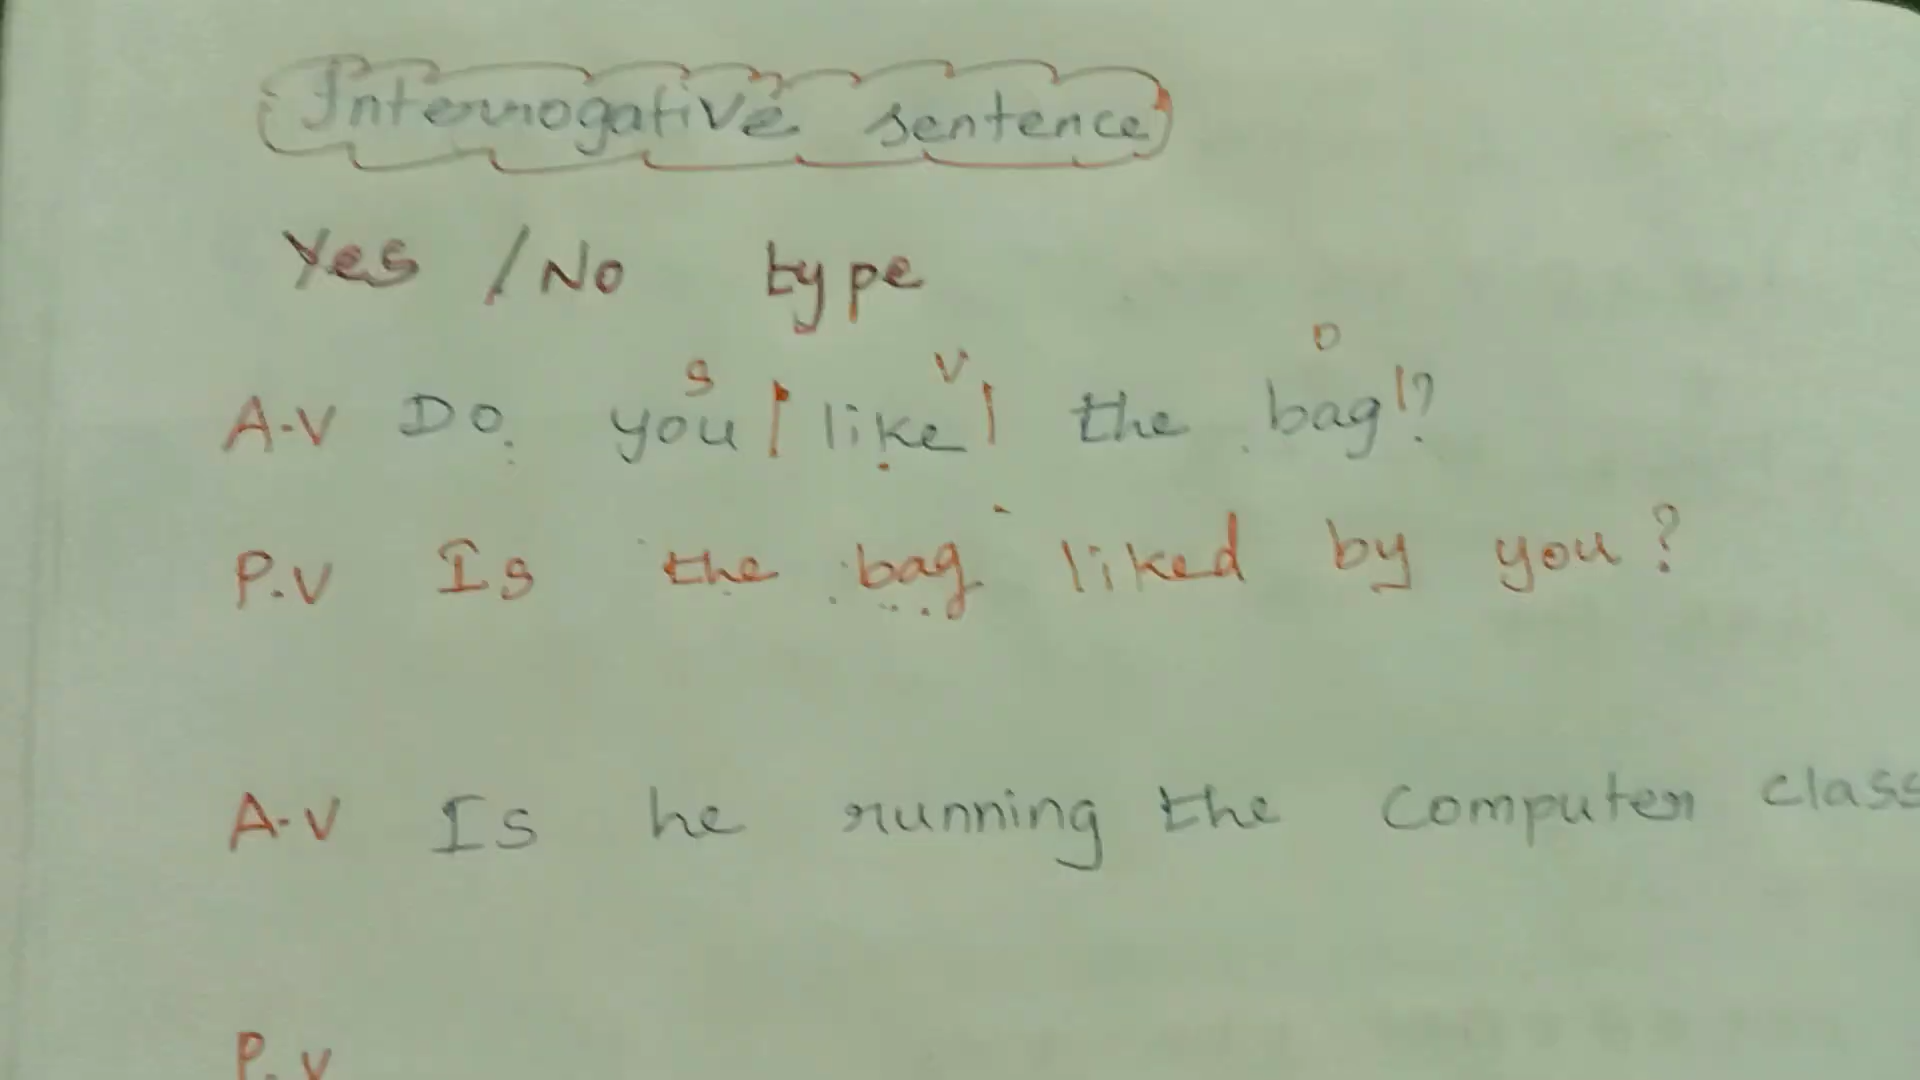 Interrogative sentence
Yes / No type
S V O
A.V Do you | like | the bag|?
P.V Is the bag liked by you?
A.V Is he running the computer class
P.V